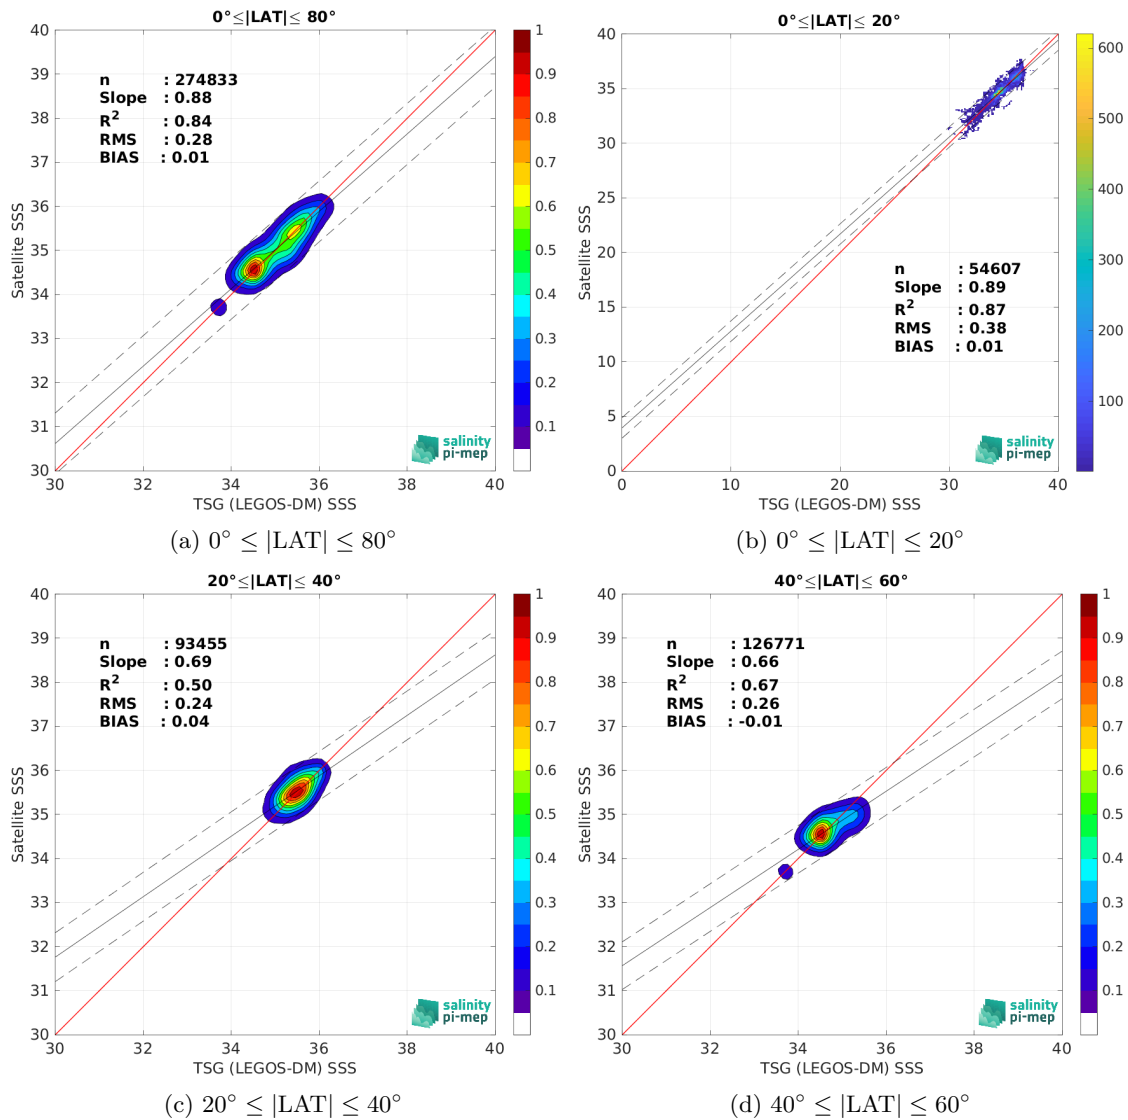 0°≤|LAT|≤ 80°
40
39
38
37
36
35
34
33
32
31
30
Satellite SSS
n : 274833
Slope : 0.88
R2 : 0.84
RMS : 0.28
BIAS : 0.01
salinity
pi-mep
30 32 34 36 38 40
TSG (LEGOS-DM) SSS
1
0.9
0.8
0.7
0.6
0.5
0.4
0.3
0.2
0.1
(a) 0° ≤ |LAT| ≤ 80°
0°≤|LAT|≤ 20°
40
35
30
25
20
15
10
5
0
Satellite SSS
n : 54607
Slope : 0.89
R2 : 0.87
RMS : 0.38
BIAS : 0.01
salinity
pi-mep
0 10 20 30 40
TSG (LEGOS-DM) SSS
600
500
400
300
200
100
(b) 0° ≤ |LAT| ≤ 20°
20°≤|LAT|≤ 40°
40
39
38
37
36
35
34
33
32
31
30
Satellite SSS
n : 93455
Slope : 0.69
R2 : 0.50
RMS : 0.24
BIAS : 0.04
salinity
pi-mep
30 32 34 36 38 40
TSG (LEGOS-DM) SSS
1
0.9
0.8
0.7
0.6
0.5
0.4
0.3
0.2
0.1
(c) 20° ≤ |LAT| ≤ 40°
40°≤|LAT|≤ 60°
40
39
38
37
36
35
34
33
32
31
30
Satellite SSS
n : 126771
Slope : 0.66
R2 : 0.67
RMS : 0.26
BIAS : -0.01
salinity
pi-mep
30 32 34 36 38 40
TSG (LEGOS-DM) SSS
1
0.9
0.8
0.7
0.6
0.5
0.4
0.3
0.2
0.1
(d) 40° ≤ |LAT| ≤ 60°